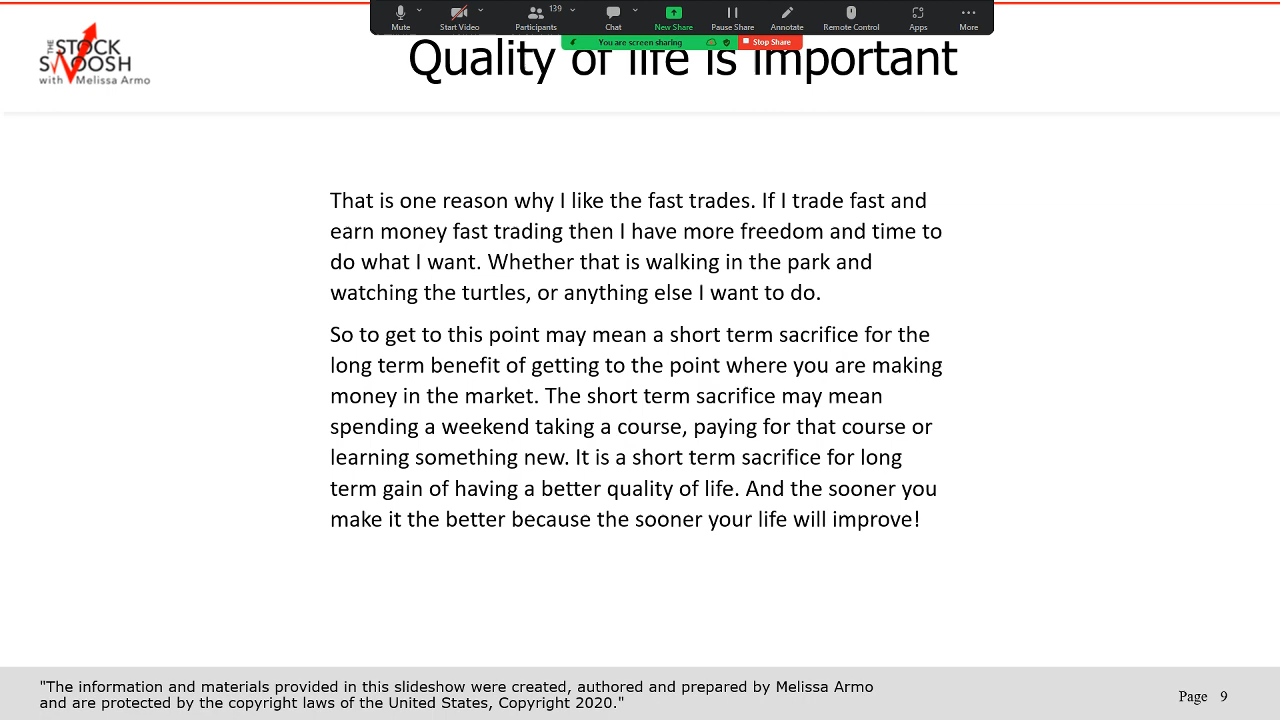 Mute
Start Video
Participants
139
Chat
New Share
Pause Share
Annotate
Remote Control
Apps
More
You are screen sharing
Stop Share
THE STOCK
SWOOSH
with Melissa Armo
Quality of life is important
That is one reason why I like the fast trades. If I trade fast and
earn money fast trading then I have more freedom and time to
do what I want. Whether that is walking in the park and
watching the turtles, or anything else I want to do.
So to get to this point may mean a short term sacrifice for the
long term benefit of getting to the point where you are making
money in the market. The short term sacrifice may mean
spending a weekend taking a course, paying for that course or
learning something new. It is a short term sacrifice for long
term gain of having a better quality of life. And the sooner you
make it the better because the sooner your life will improve!
"The information and materials provided in this slideshow were created, authored and prepared by Melissa Armo
and are protected by the copyright laws of the United States, Copyright 2020."
Page 9